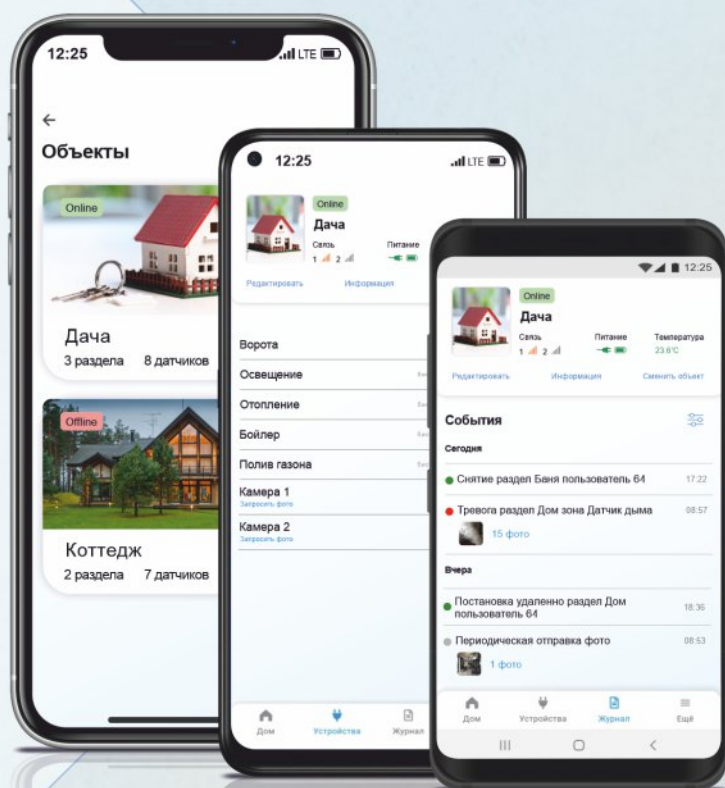 12:25 LTE
Объекты
Online
Дача
3 раздела 8 датчиков
Offline
Коттедж
2 раздела 7 датчиков
12:25 LTE
Online
Дача
Связь Питание
1 2
Редактировать Информация
Ворота
Освещение
Отопление
Бойлер
Полив газона
Камера 1
Запросить фото
Камера 2
Запросить фото
Дом Устройства Журнал
12:25
Online
Дача
Связь Питание Температура
1 2 23.6°C
Редактировать Информация Сменить объект
События
Сегодня
Снятие раздел Баня пользователь 64 17:22
Тревога раздел Дом зона Датчик дыма 08:57
15 фото
Вчера
Постановка удаленно раздел Дом
пользователь 64 18:36
Периодическая отправка фото 08:53
1 фото
Дом Устройства Журнал Ещё